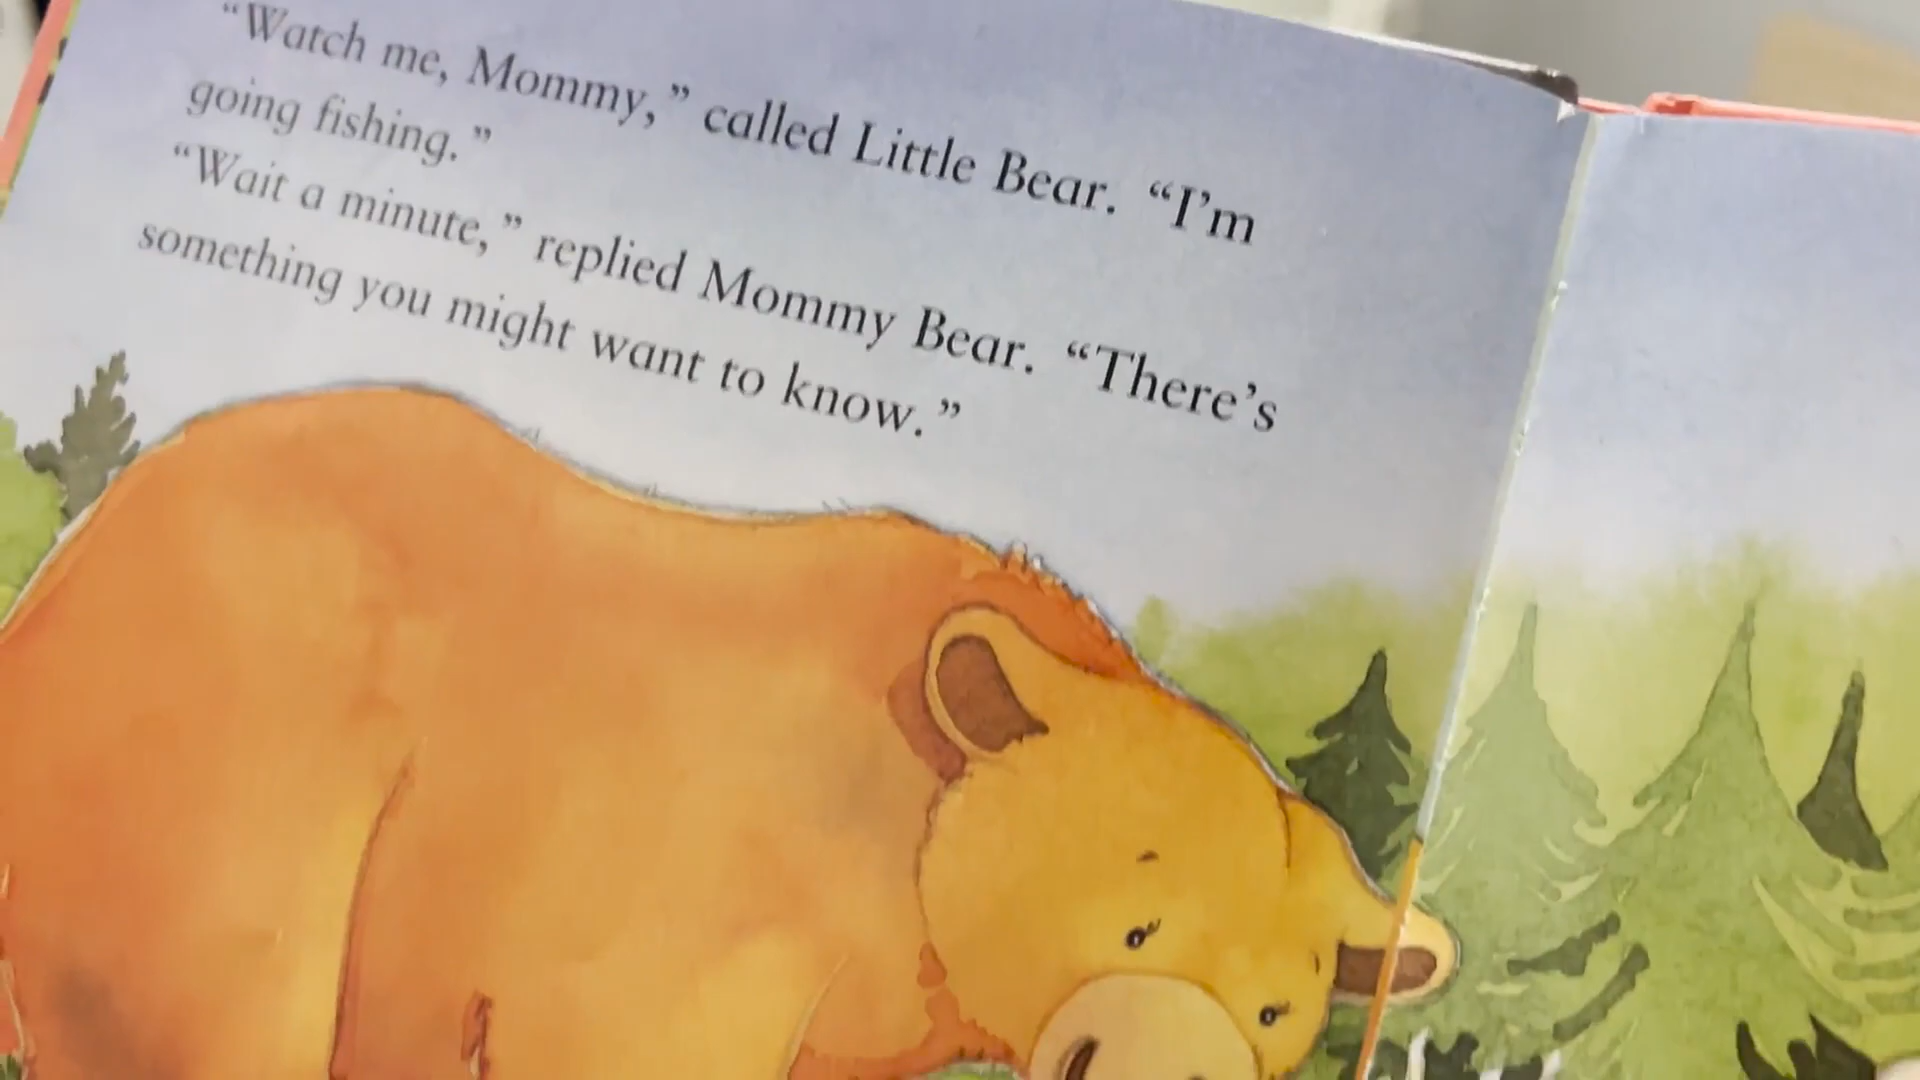 “Watch me, Mommy,” called Little Bear. “I’m
going fishing.”
“Wait a minute,” replied Mommy Bear. “There’s
something you might want to know.”